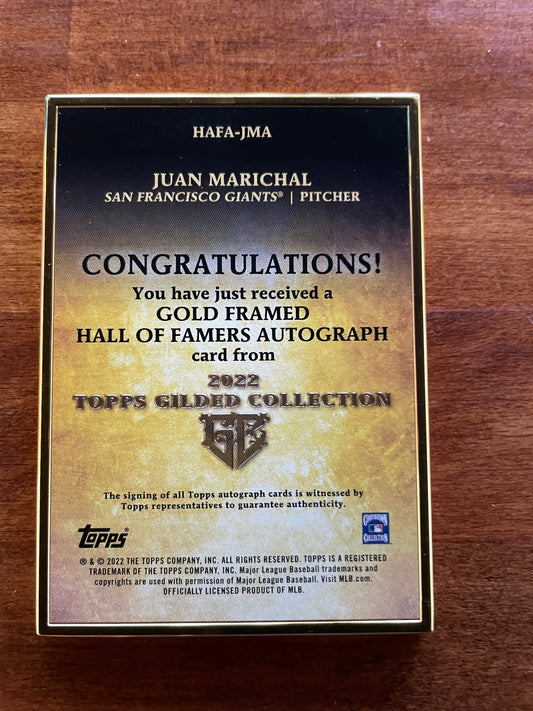 HAFA-JMA
JUAN MARICHAL
SAN FRANCISCO GIANTS® | PITCHER
CONGRATULATIONS!
You have just received a
GOLD FRAMED
HALL OF FAMERS AUTOGRAPH
card from
2022
TOPPS GILDED COLLECTION
GC
The signing of all Topps autograph cards is witnessed by
Topps representatives to guarantee authenticity.
topps®
COOPERSTOWN
COLLECTION
® & © 2022 THE TOPPS COMPANY, INC. ALL RIGHTS RESERVED. TOPPS IS A REGISTERED
TRADEMARK OF THE TOPPS COMPANY, INC. Major League Baseball trademarks and
copyrights are used with permission of Major League Baseball. Visit MLB.com.
OFFICIALLY LICENSED PRODUCT OF MLB.